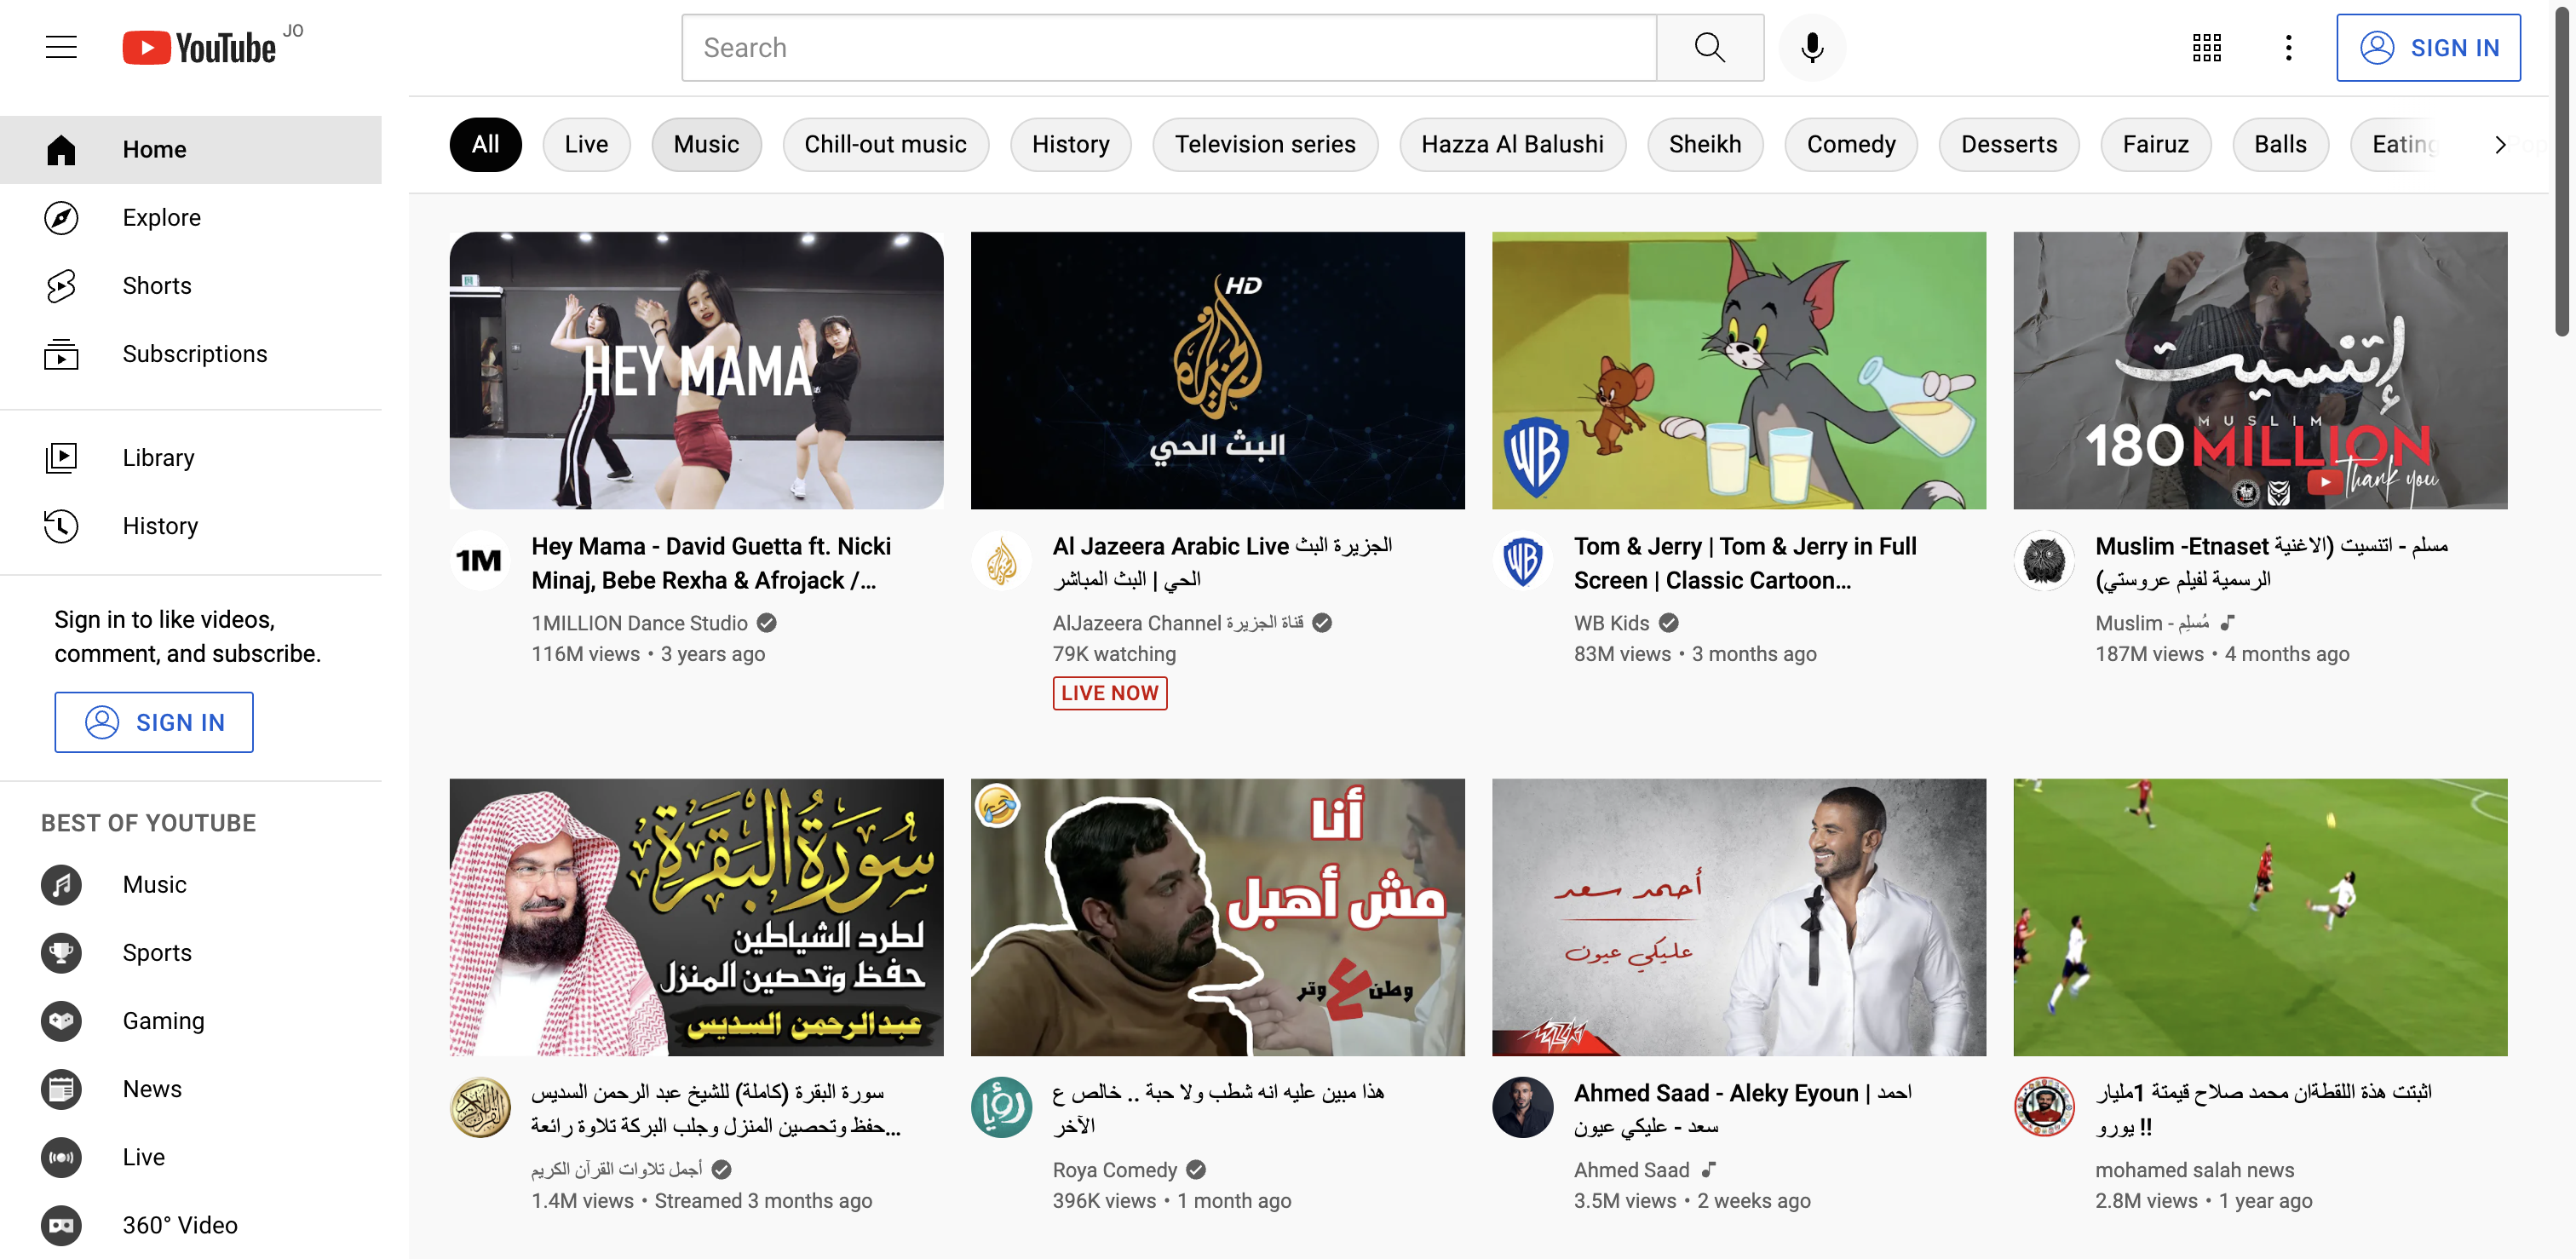 YouTube JO
Search
SIGN IN
Home
Explore
Shorts
Subscriptions
Library
History
Sign in to like videos,
comment, and subscribe.
SIGN IN
BEST OF YOUTUBE
Music
Sports
Gaming
News
Live
360° Video
All Live Music Chill-out music History Television series Hazza Al Balushi Sheikh Comedy Desserts Fairuz Balls Eating
HEY MAMA
1M
Hey Mama - David Guetta ft. Nicki
Minaj, Bebe Rexha & Afrojack /...
1MILLION Dance Studio
116M views • 3 years ago
HD
الجزيرة
البث الحي
Al Jazeera Arabic Live الجزيرة البث
الحي | البث المباشر
AlJazeera Channel قناة الجزيرة
79K watching
LIVE NOW
WB
WB
Tom & Jerry | Tom & Jerry in Full
Screen | Classic Cartoon...
WB Kids
83M views • 3 months ago
إتنسيت
MUSLIM
180 MILLION
Thank you
Muslim -Etnaset مسلم - اتنسيت (الاغنية
الرسمية لفيلم عروستي)
Muslim - مُسلِم
187M views • 4 months ago
سُورَةُ البَقَرَةِ
لطرد الشياطين
حفظ وتحصين المنزل
عبدالرحمن السديس
سورة البقرة (كاملة) للشيخ عبد الرحمن السديس
حفظ وتحصين المنزل وجلب البركة تلاوة رائعة...
أجمل تلاوات القرآن الكريم
1.4M views • Streamed 3 months ago
أنا
مش أهبل
وطن ع وتر
رؤيا
هذا مبين عليه انه شطب ولا حبة .. خالص ع
الآخر
Roya Comedy
396K views • 1 month ago
أحمد سعد
عليكي عيون
Ahmed Saad - Aleky Eyoun | احمد
سعد - عليكي عيون
Ahmed Saad
3.5M views • 2 weeks ago
اثبتت هذة اللقطةان محمد صلاح قيمتة 1مليار
يورو !!
mohamed salah news
2.8M views • 1 year ago